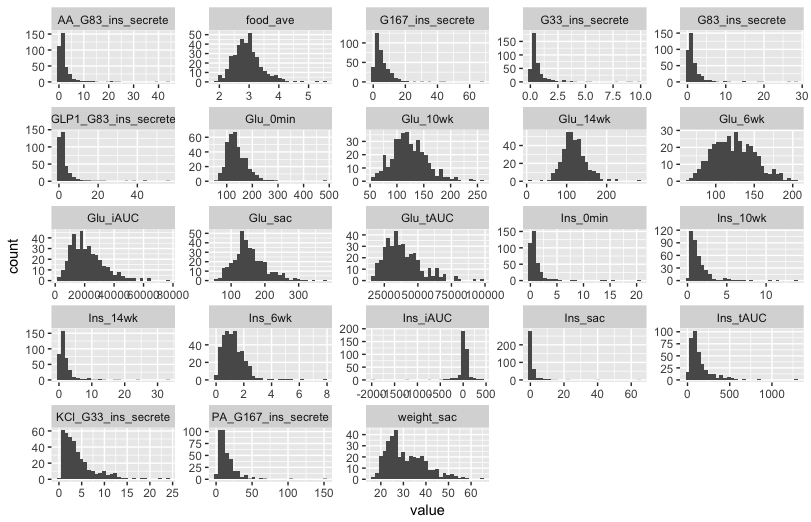 AA_G83_ins_secrete food_ave G167_ins_secrete G33_ins_secrete G83_ins_secrete
150 100 50 0 50 40 30 20 10 0 100 50 0 150 100 50 0 150 100 50 0
0 10 20 30 40 2 3 4 5 0 20 40 60 0.0 2.5 5.0 7.5 10.0 0 10 20 30
GLP1_G83_ins_secrete Glu_0min Glu_10wk Glu_14wk Glu_6wk
150 100 50 0 60 40 20 0 30 20 10 0 40 20 0 30 20 10 0
0 20 40 100 200 300 400 500 50 100 150 200 250 0 100 200 100 150 200
Glu_iAUC Glu_sac Glu_tAUC Ins_0min Ins_10wk
40 30 20 10 0 50 40 30 20 10 0 40 30 20 10 0 150 100 50 0 120 90 60 30 0
0 20000 40000 60000 80000 100 200 300 25000 50000 75000 100000 0 5 10 15 20 0 5 10
Ins_14wk Ins_6wk Ins_iAUC Ins_sac Ins_tAUC
150 100 50 0 40 20 0 200 150 100 50 0 200 100 0 100 75 50 25 0
0 10 20 30 0 2 4 6 8 -2000 -1500 -1000 -500 0 500 0 20 40 60 0 500 1000
KCl_G33_ins_secrete PA_G167_ins_secrete weight_sac
60 40 20 0 100 75 50 25 0 40 30 20 10 0
0 5 10 15 20 25 0 50 100 150 20 30 40 50 60
count
value